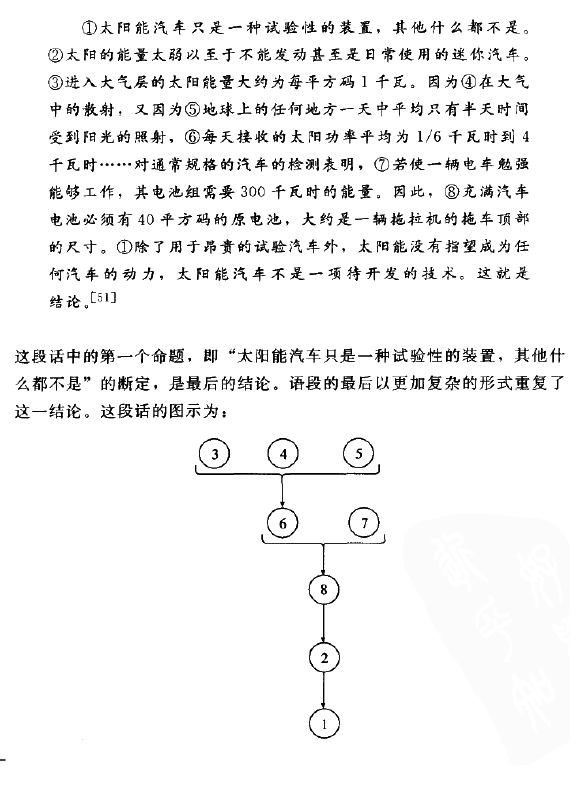 ①太阳能汽车只是一种试验性的装置，其他什么都不是。
②太阳的能量太弱以至于不能发动甚至是日常使用的迷你汽车。
③进入大气层的太阳能量大约为每平方码1千瓦。因为④在大气
中的散射，又因为⑤地球上的任何地方一天中平均只有半天时间
受到阳光的照射，⑥每天接收的太阳功率平均为1/6千瓦时到4
千瓦时……对通常规格的汽车的检测表明，⑦若使一辆电车勉强
能够工作，其电池组需要300千瓦时的能量。因此，⑧充满汽车
电池必须有40平方码的原电池，大约是一辆拖拉机的拖车顶部
的尺寸。①除了用于昂贵的试验汽车外，太阳能没有指望成为任
何汽车的动力，太阳能汽车不是一项待开发的技术。这就是
结论。[51]
这段话中的第一个命题，即“太阳能汽车只是一种试验性的装置，其他什
么都不是”的断定，是最后的结论。语段的最后以更加复杂的形式重复了
这一结论。这段话的图示为：
3 4 5
6 7
8
2
1